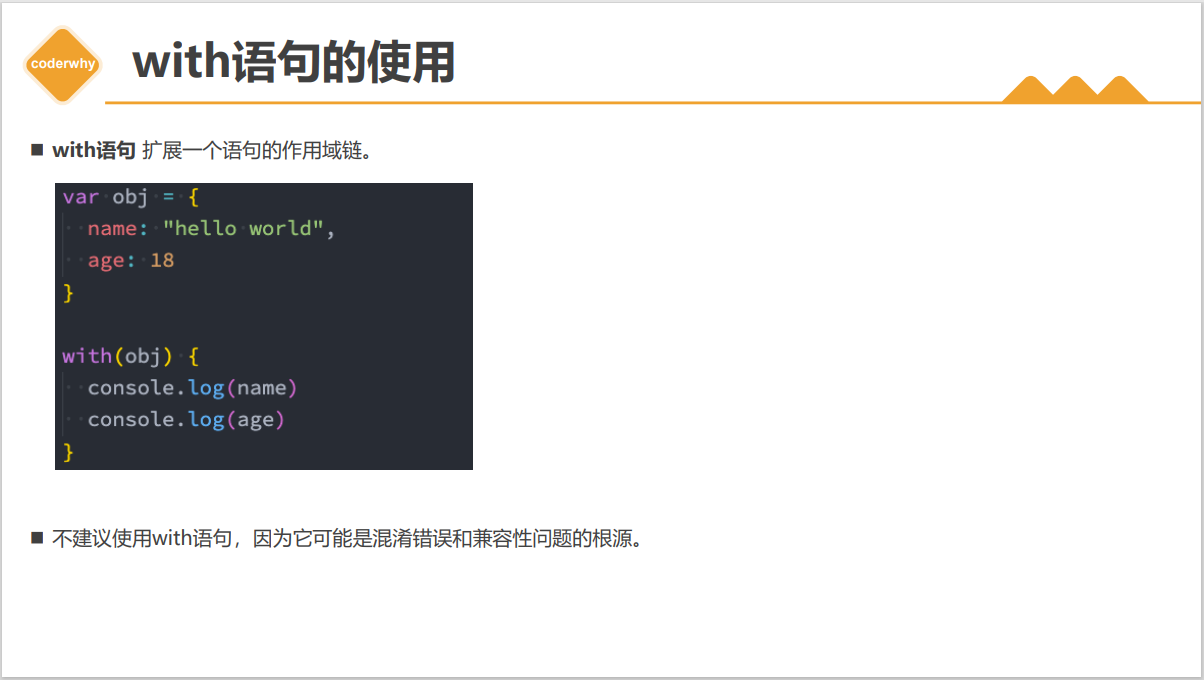 coderwhy
with语句的使用
with语句 扩展一个语句的作用域链。
var obj = {
  name: "hello world",
  age: 18
}
with(obj) {
  console.log(name)
  console.log(age)
}
不建议使用with语句，因为它可能是混淆错误和兼容性问题的根源。